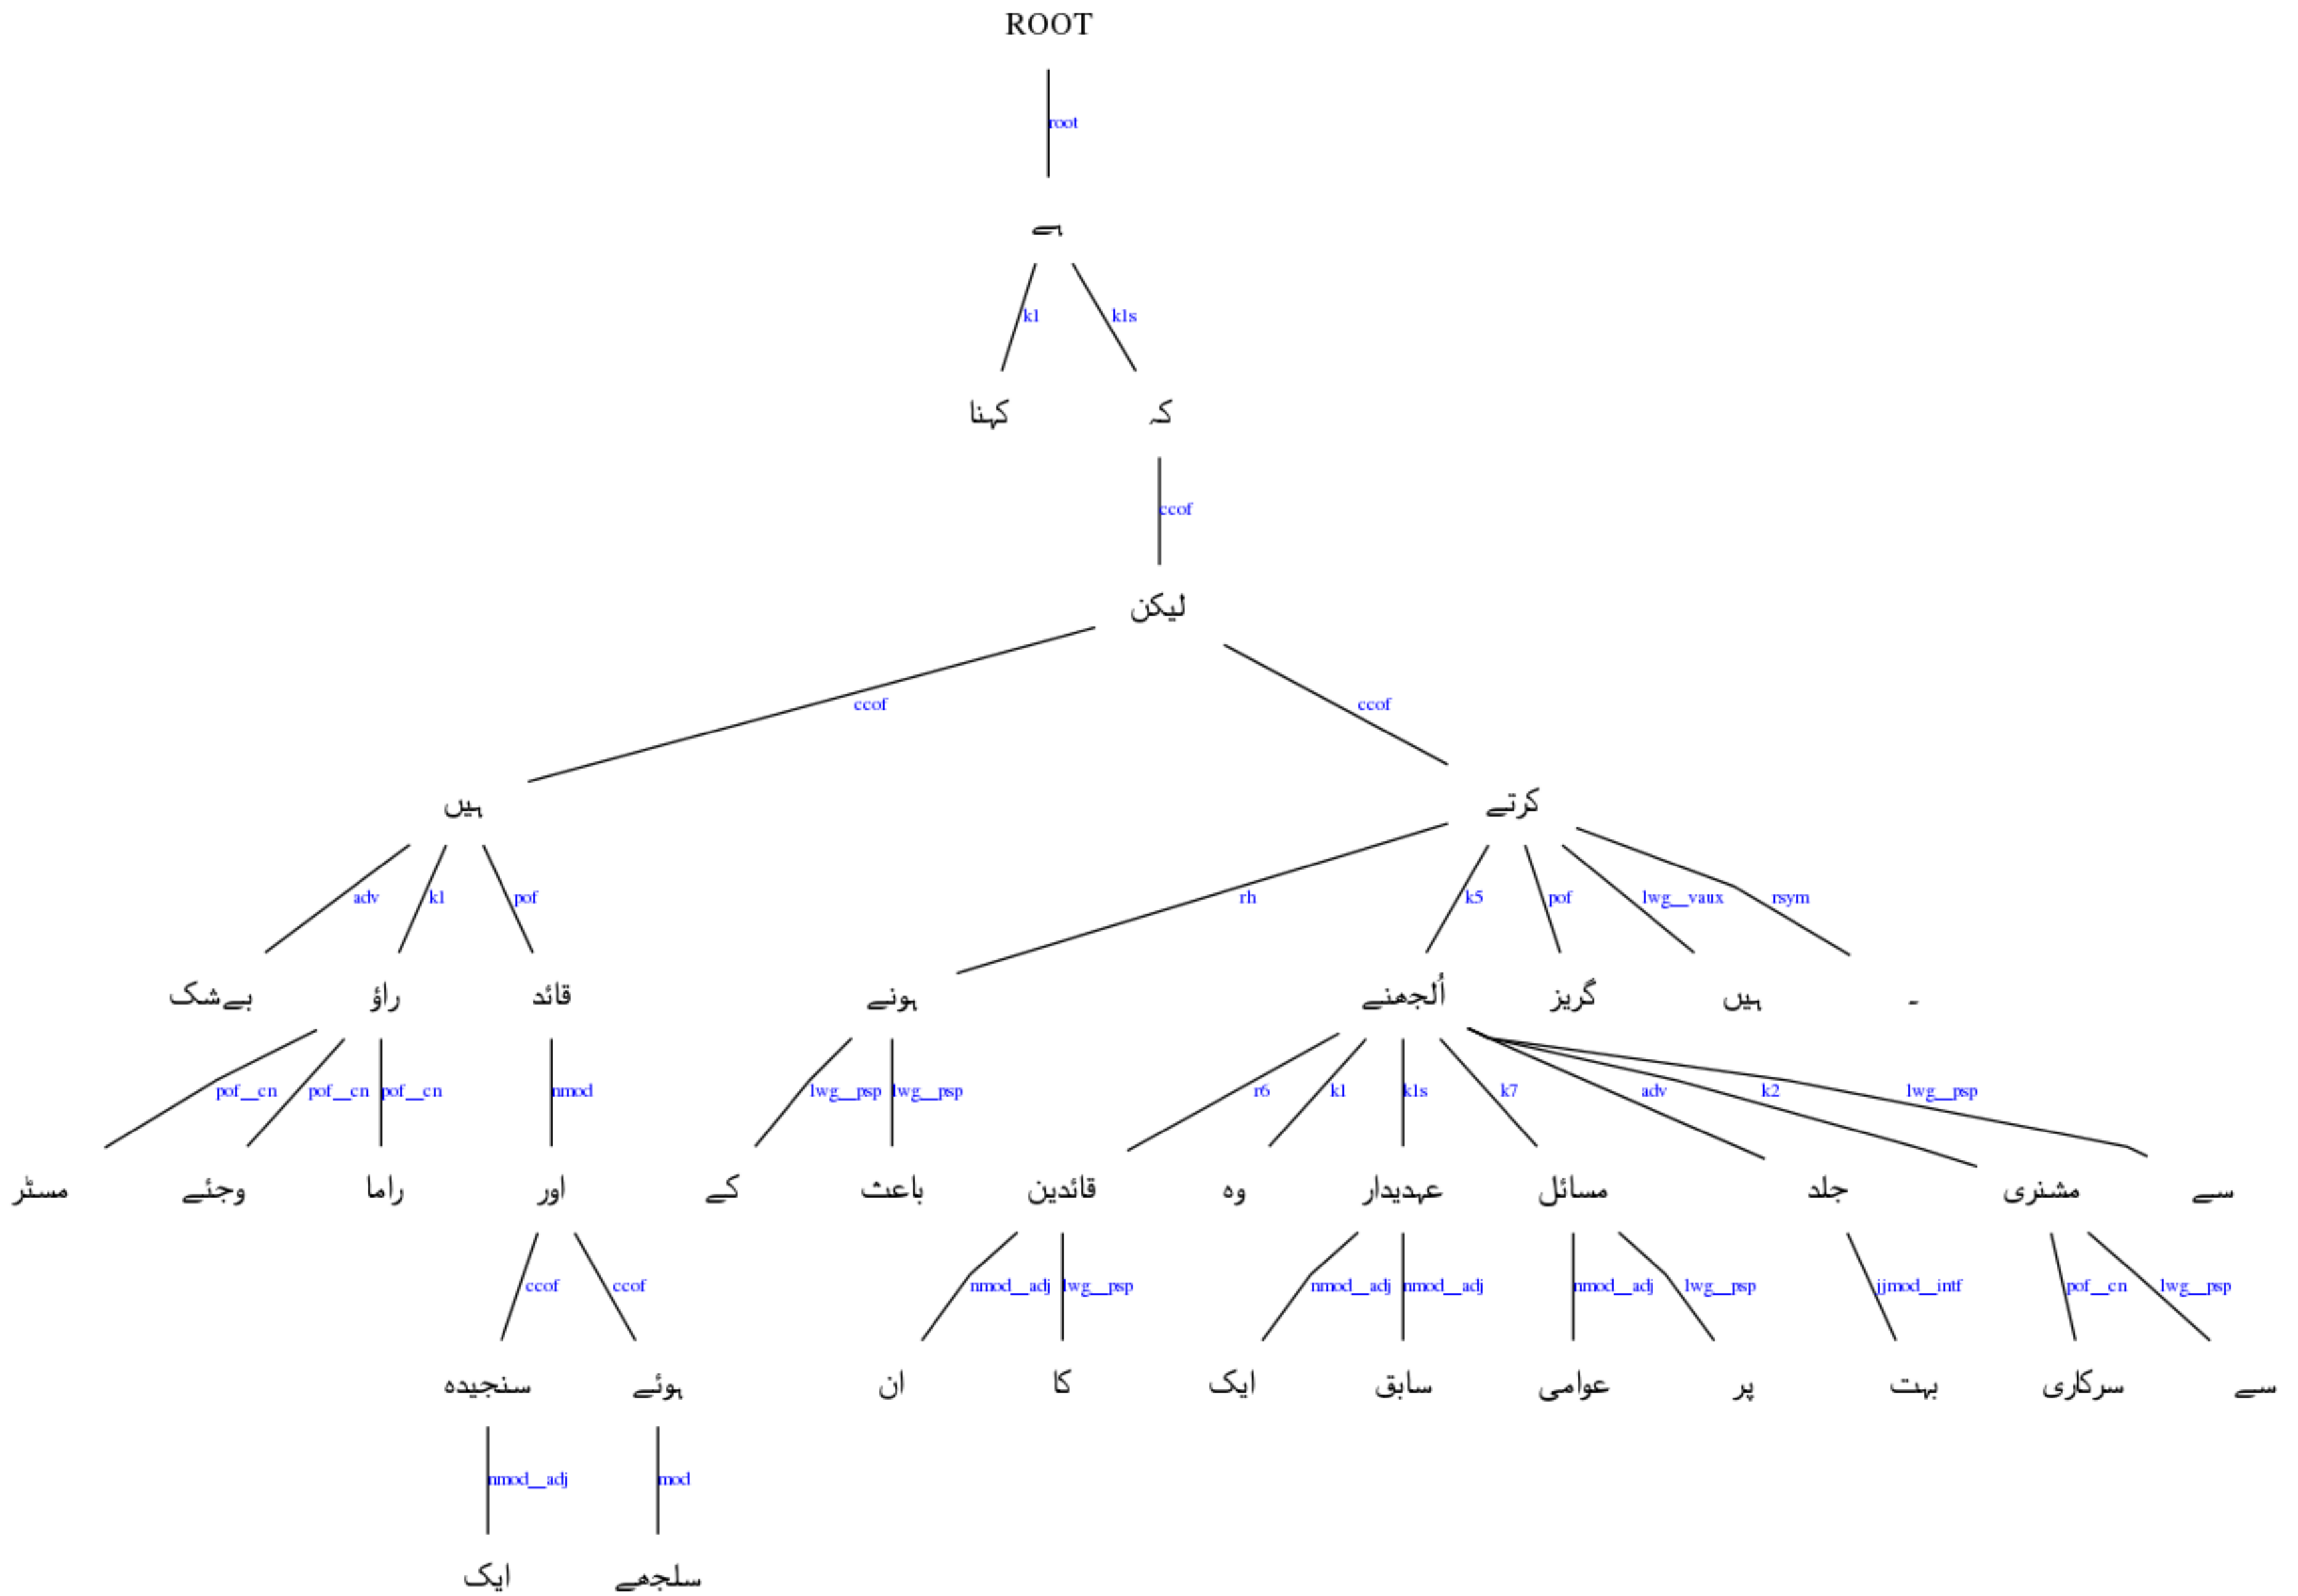 ROOT
root
ہے
k1 k1s
کہنا کہ
ccof
لیکن
ccof ccof
ہیں کرتے
adv k1 pof rh k5 pof lwg__vaux rsym
بےشک راؤ قائد ہونے اُلجھنے گریز ہیں ۔
pof__cn pof__cn pof__cn nmod lwg__psp lwg__psp r6 k1 k1s k7 adv k2 lwg__psp
مسٹر وجئے راما اور کے باعث قائدین وہ عہدیدار مسائل جلد مشنری سے
ccof ccof nmod__adj lwg__psp nmod__adj nmod__adj nmod__adj lwg__psp jjmod__intf pof__cn lwg__psp
سنجیدہ ہوئے ان کا ایک سابق عوامی پر بہت سرکاری سے
nmod__adj mod
ایک سلجھے